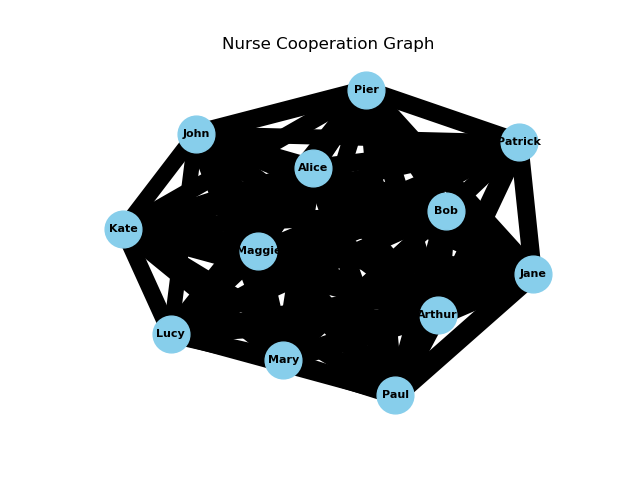 Nurse Cooperation Graph
Pier
John
Patrick
Alice
Bob
Kate
Maggie
Jane
Arthur
Lucy
Mary
Paul